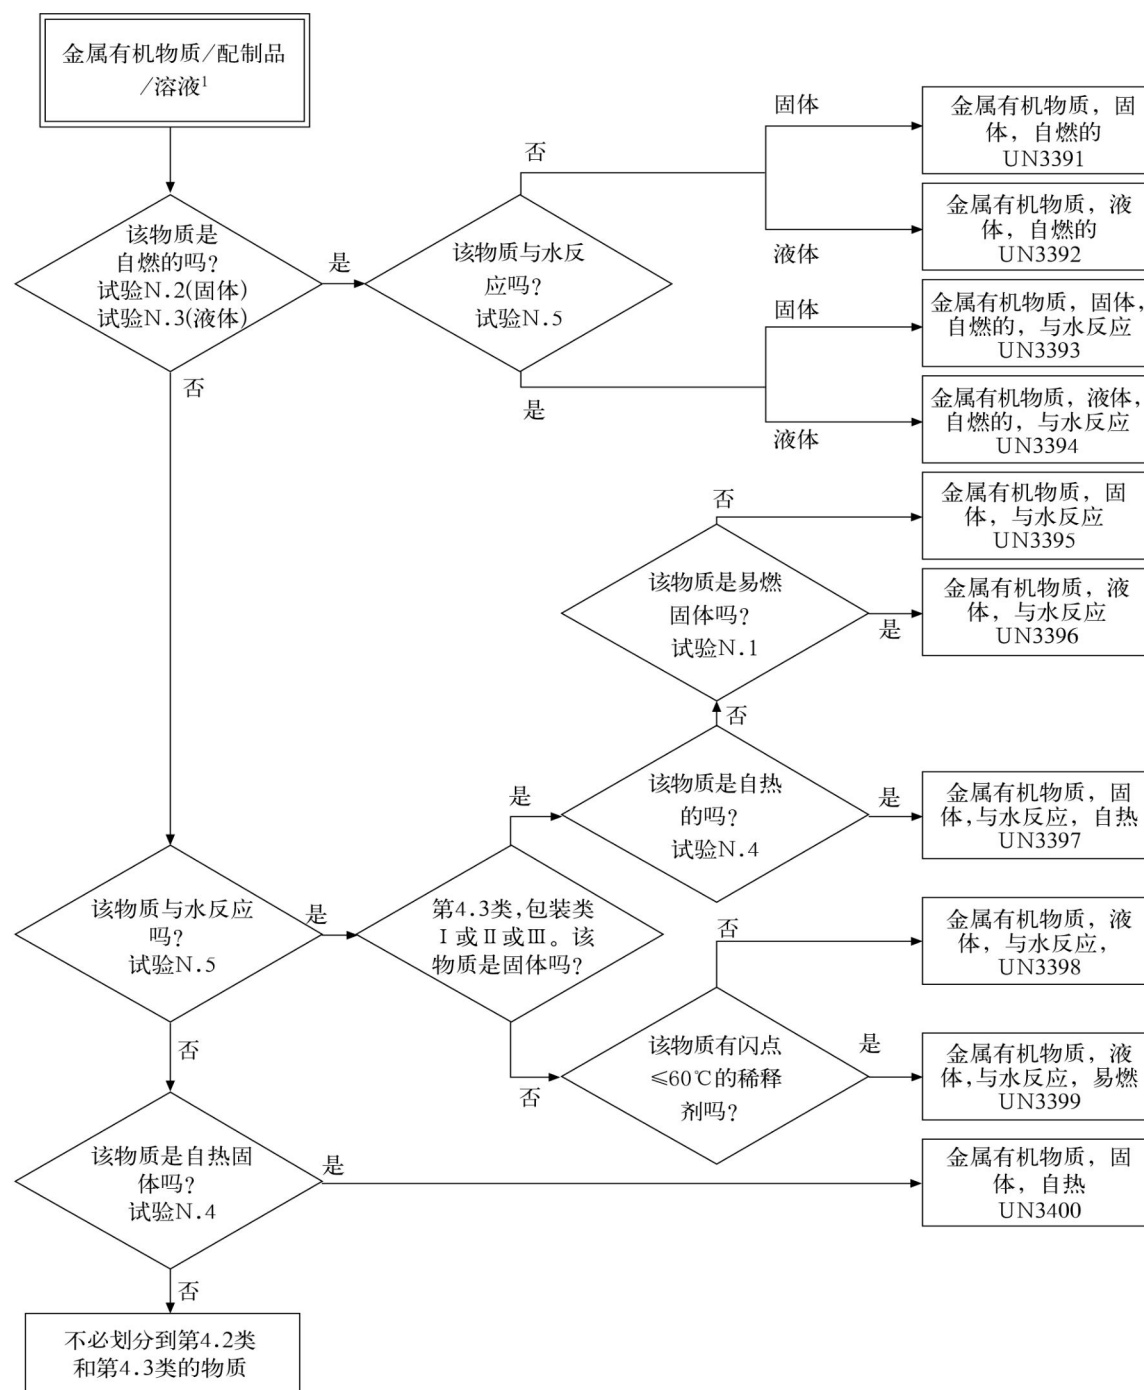 金属有机物质/配制品
/溶液¹
该物质是
自燃的吗?
试验N.2(固体)
试验N.3(液体)
是
否
该物质与水反
应吗?
试验N.5
否
是
固体
液体
固体
液体
金属有机物质，固
体，自燃的
UN3391
金属有机物质，液
体，自燃的
UN3392
金属有机物质，固体，
自燃的，与水反应
UN3393
金属有机物质，液体，
自燃的，与水反应
UN3394
金属有机物质，固
体，与水反应
UN3395
金属有机物质，液
体，与水反应
UN3396
否
该物质是易燃
固体吗?
试验N.1
是
否
该物质是自热
的吗?
试验N.4
是
金属有机物质，固
体,与水反应，自热
UN3397
该物质与水反应
吗?
试验N.5
是
否
第4.3类,包装类
Ⅰ或Ⅱ或Ⅲ。该
物质是固体吗?
是
否
该物质有闪点
≤60℃的稀释
剂吗?
否
是
金属有机物质，液
体，与水反应，
UN3398
金属有机物质，液
体,与水反应，易燃
UN3399
该物质是自热固
体吗?
试验N.4
是
否
金属有机物质，固
体，自热
UN3400
不必划分到第4.2类
和第4.3类的物质